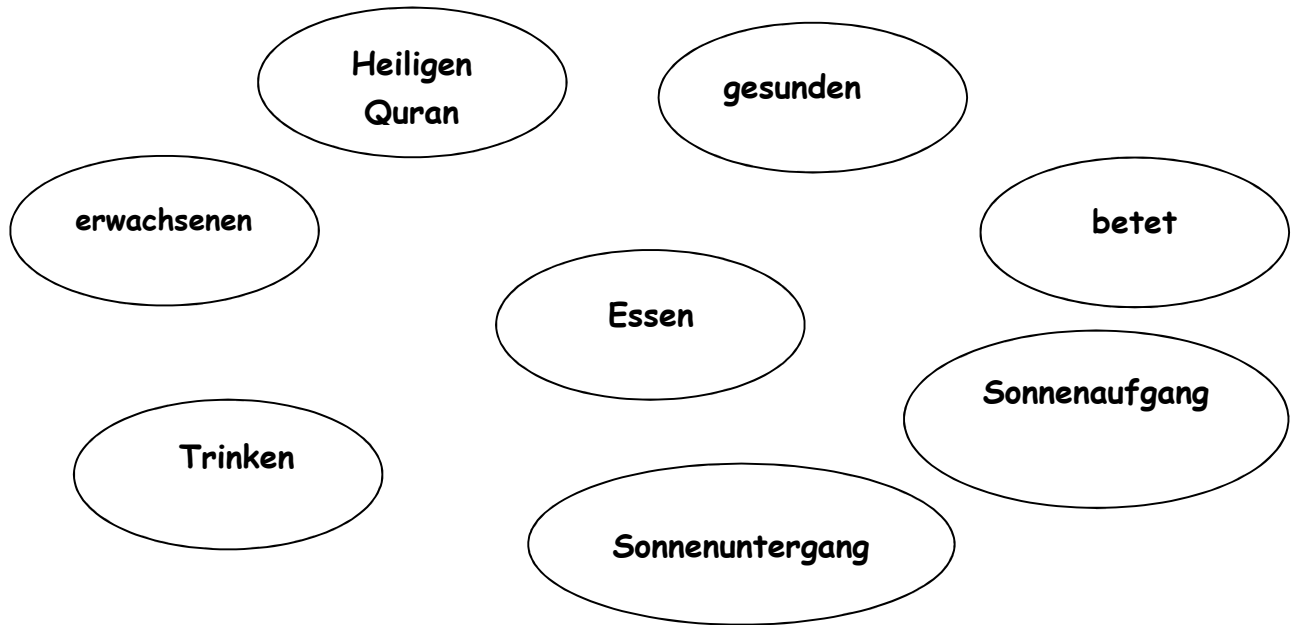 Heiligen
Quran
gesunden
erwachsenen
betet
Essen
Sonnenaufgang
Trinken
Sonnenuntergang